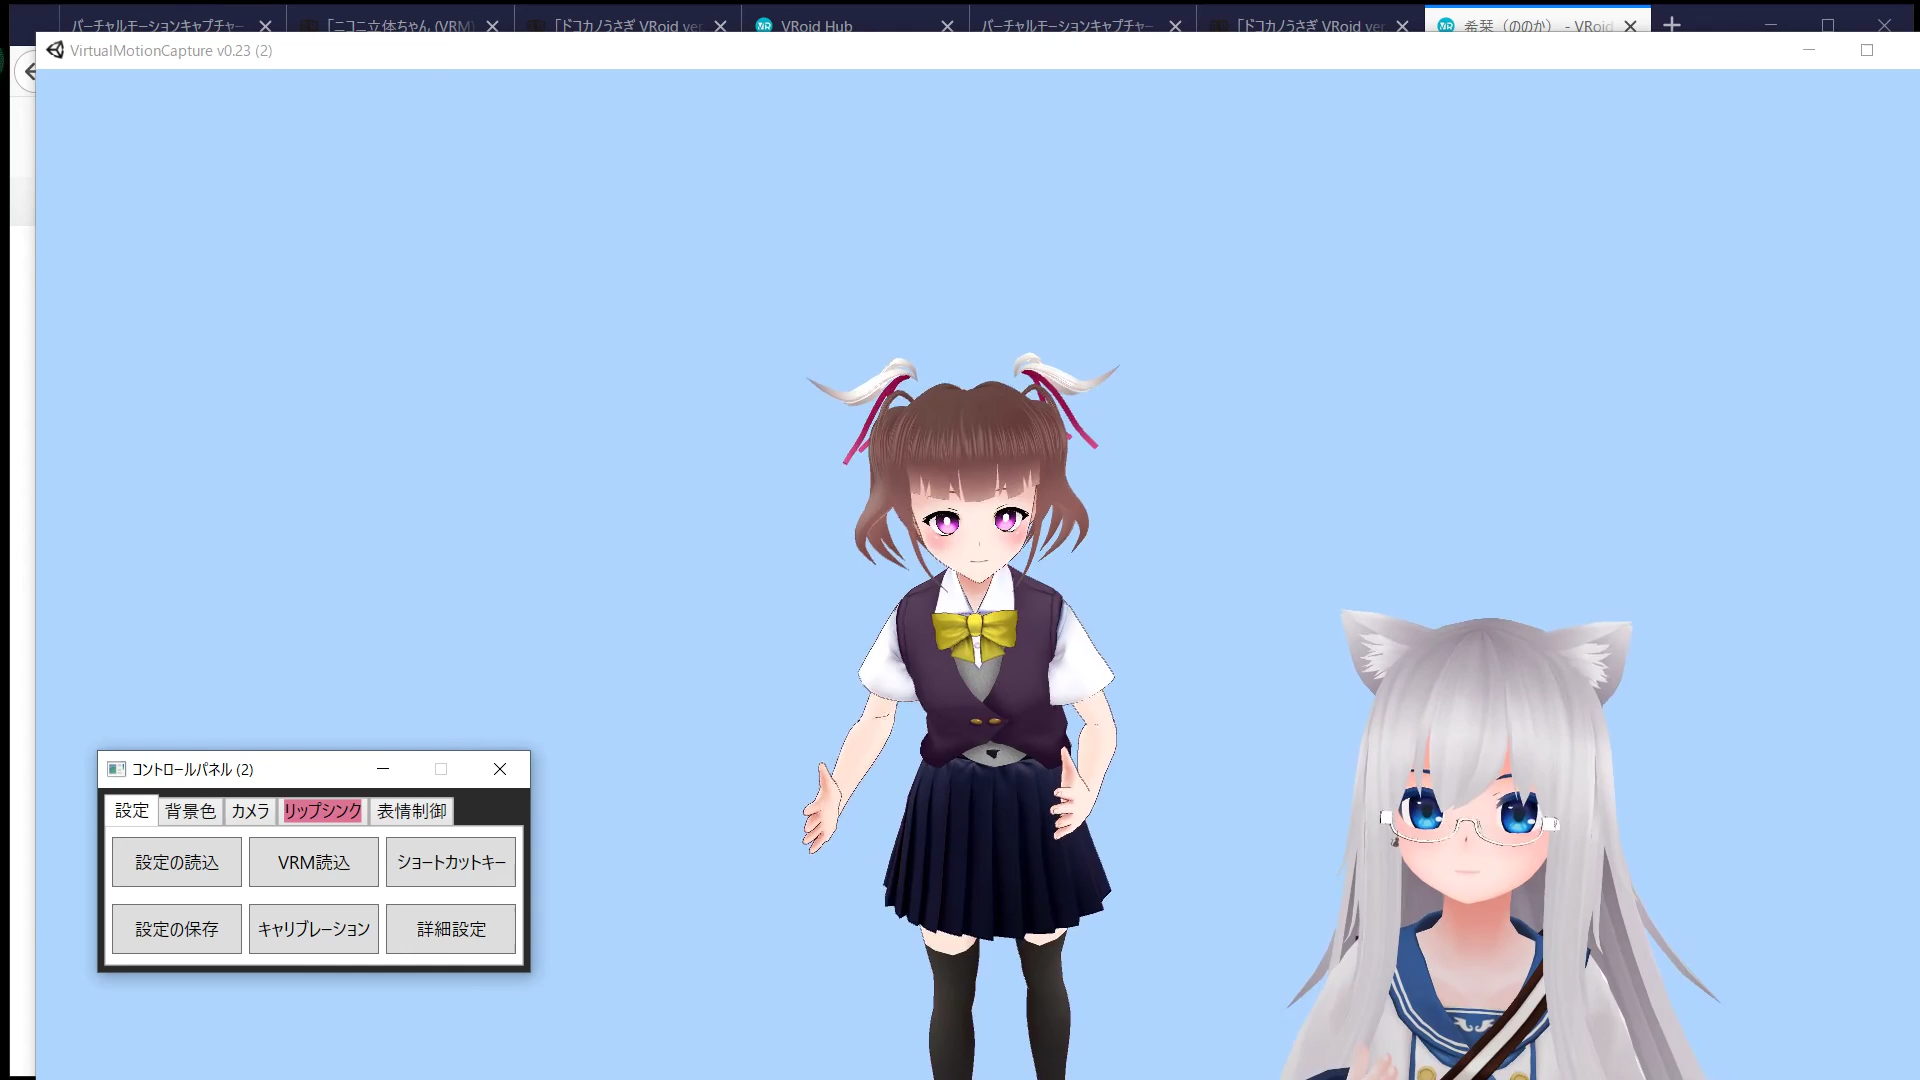 バーチャルモーションキャプチャー
「ニコニ立体ちゃん (VRM)
「ドコカノうさぎ VRoid ver
VRoid Hub
バーチャルモーションキャプチャー
「ドコカノうさぎ VRoid ver
希栞（ののか） - VRoid
VirtualMotionCapture v0.23 (2)
コントロールパネル (2)
設定 背景色 カメラ リップシンク 表情制御
設定の読込 VRM読込 ショートカットキー
設定の保存 キャリブレーション 詳細設定